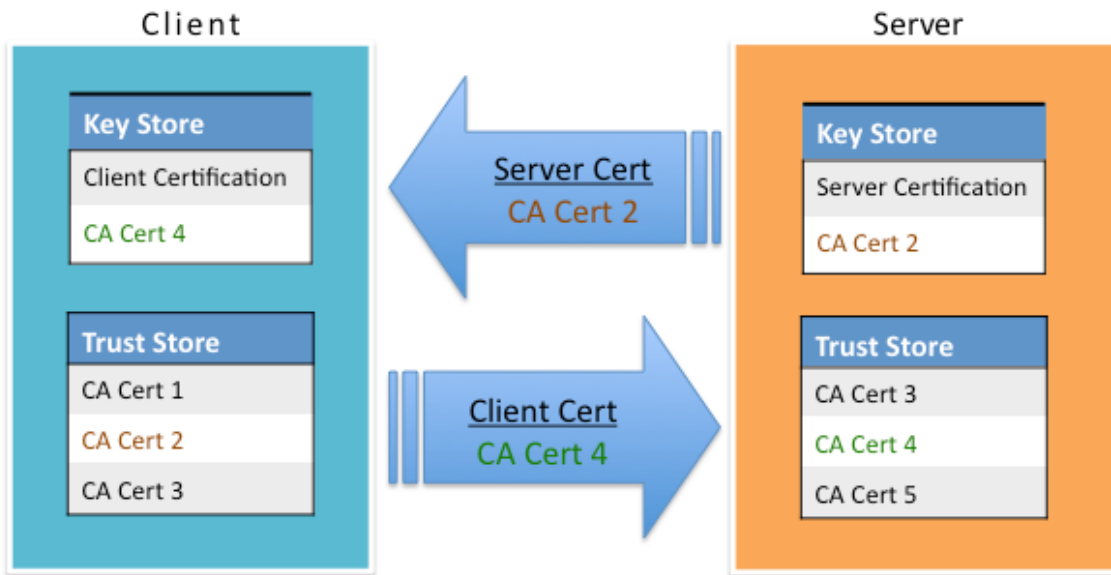 Client
Key Store
Client Certification
CA Cert 4
Trust Store
CA Cert 1
CA Cert 2
CA Cert 3
Server Cert
CA Cert 2
Client Cert
CA Cert 4
Server
Key Store
Server Certification
CA Cert 2
Trust Store
CA Cert 3
CA Cert 4
CA Cert 5